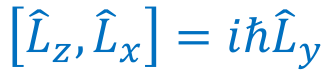 [L̂_z, L̂_x] = iℏL̂_y